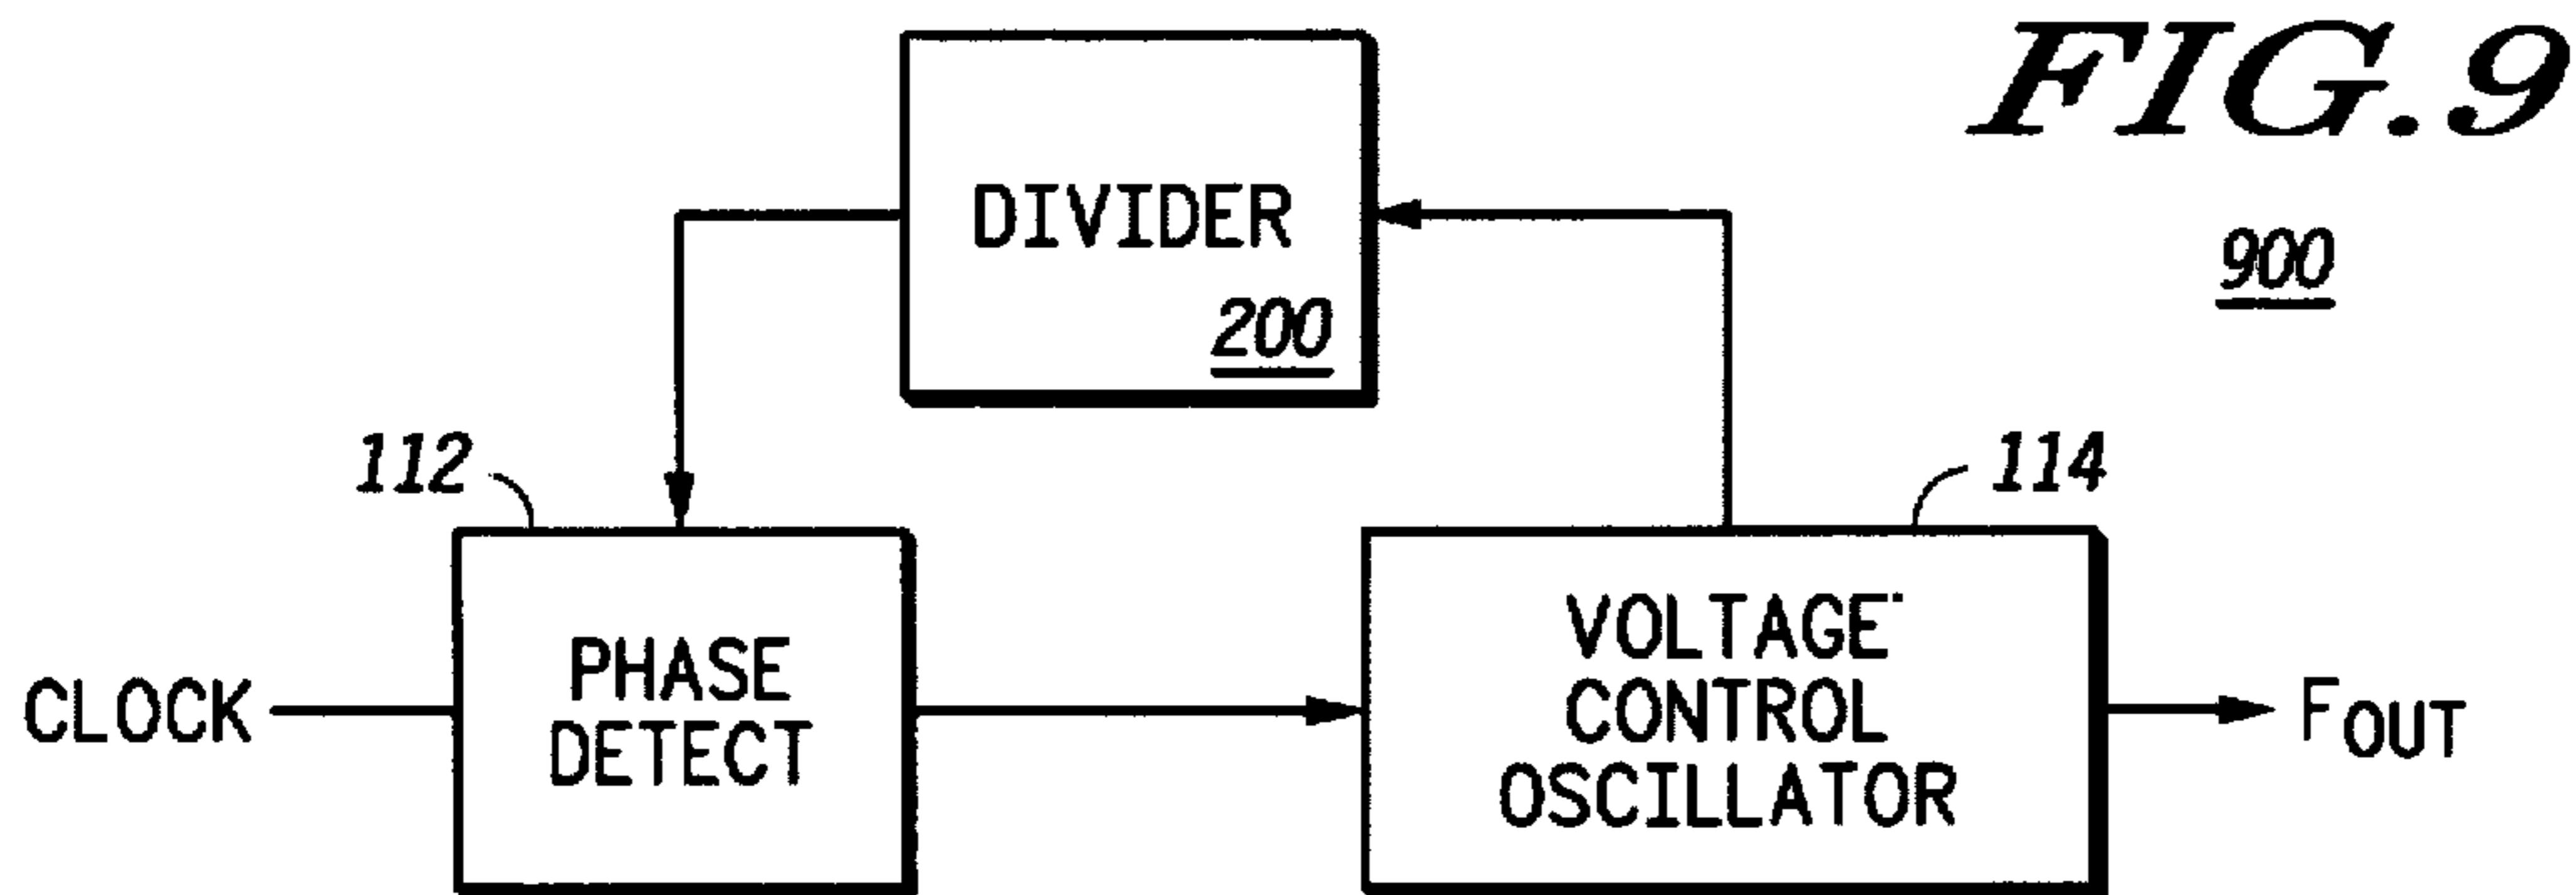 FIG.9
900
DIVIDER
200
112
114
CLOCK
PHASE
DETECT
VOLTAGE
CONTROL
OSCILLATOR
FOUT